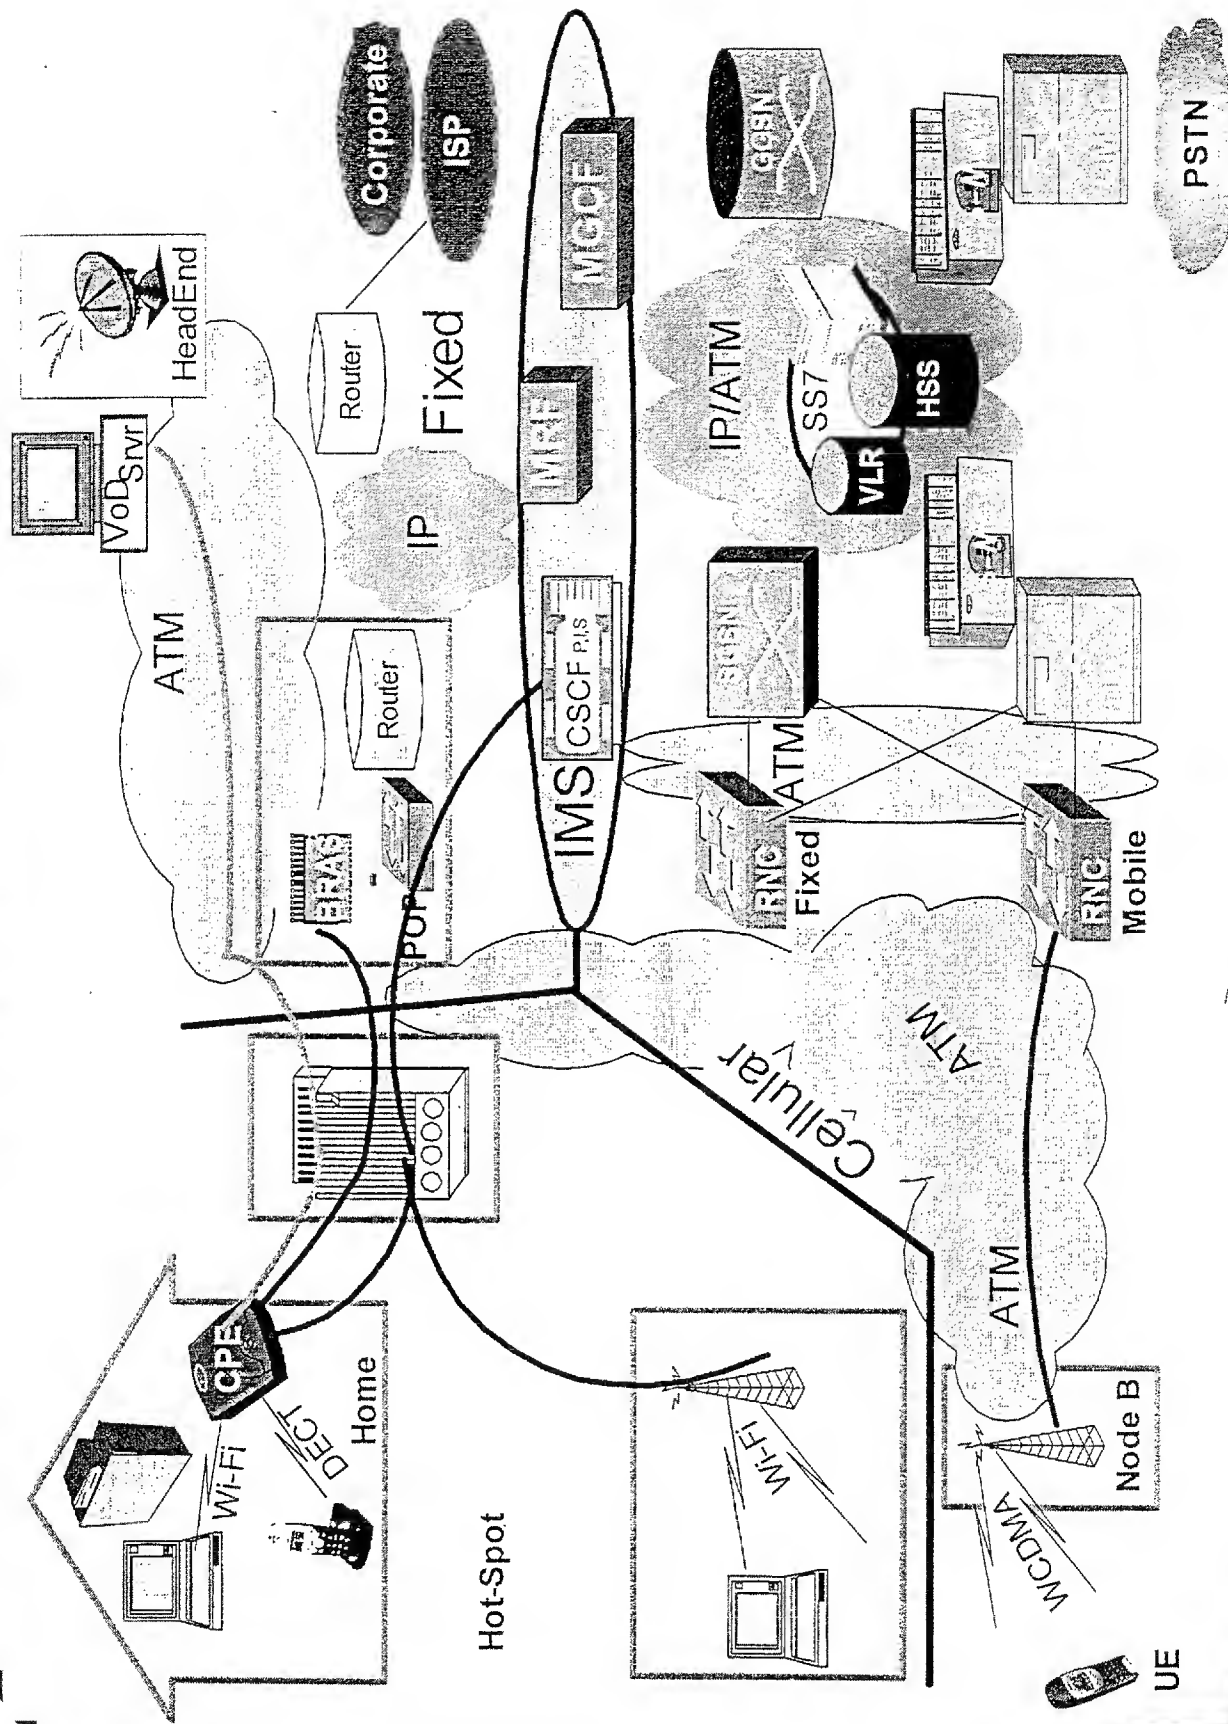 HeadEnd
VoD
Srvr
ATM
Corporate
ISP
Router
Fixed
IP
Router
BRAS
POP
CPE
Wi-Fi
DECT
Home
IMS
CSCF P,I,S
MRF
MGCF
Hot-Spot
Wi-Fi
Cellular
ATM
ATM
ATM
RNC
Fixed
RNC
Mobile
SGSN
GGSN
IP/ATM
SS7
VLR
HSS
PSTN
Node B
WCDMA
UE